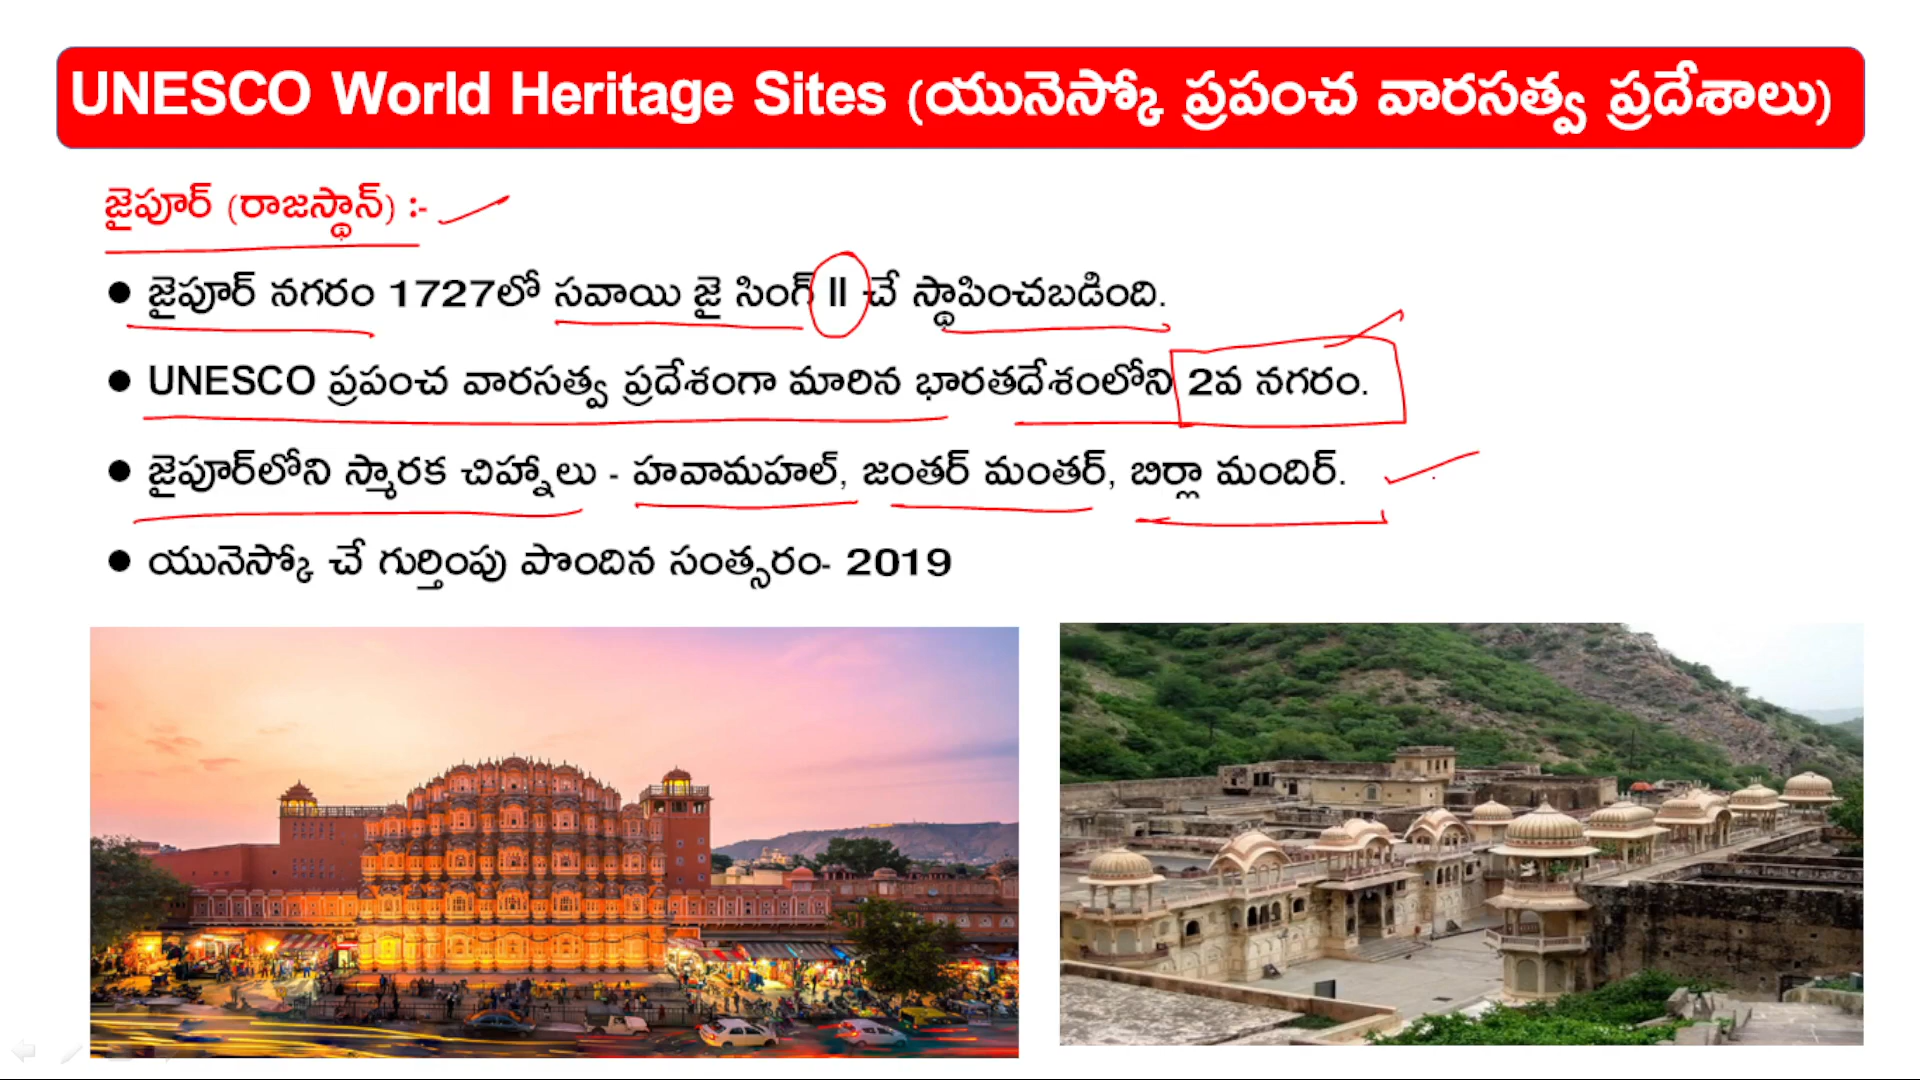 UNESCO World Heritage Sites (యునెస్కో ప్రపంచ వారసత్వ ప్రదేశాలు)
జైపూర్ (రాజస్థాన్) :-
● జైపూర్ నగరం 1727లో సవాయి జై సింగ్ II చే స్థాపించబడింది.
● UNESCO ప్రపంచ వారసత్వ ప్రదేశంగా మారిన భారతదేశంలోని 2వ నగరం.
● జైపూర్‌లోని స్మారక చిహ్నాలు - హవామహల్, జంతర్ మంతర్, బిర్లా మందిర్.
● యునెస్కో చే గుర్తింపు పొందిన సంత్సరం- 2019